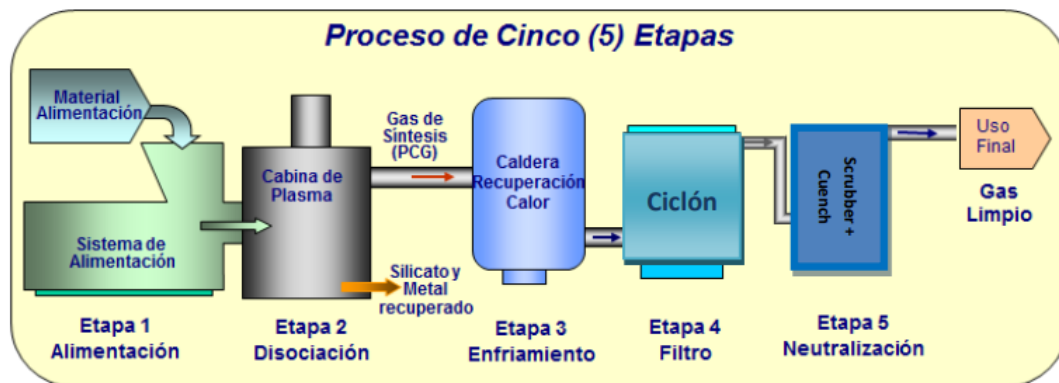 Proceso de Cinco (5) Etapas
Material
Alimentación
Sistema de
Alimentación
Etapa 1
Alimentación
Cabina de
Plasma
Silicato y
Metal
recuperado
Etapa 2
Disociación
Gas de
Síntesis
(PCG)
Caldera
Recuperación
Calor
Etapa 3
Enfriamiento
Ciclón
Etapa 4
Filtro
Scrubber +
Cuench
Etapa 5
Neutralización
Uso
Final
Gas
Limpio